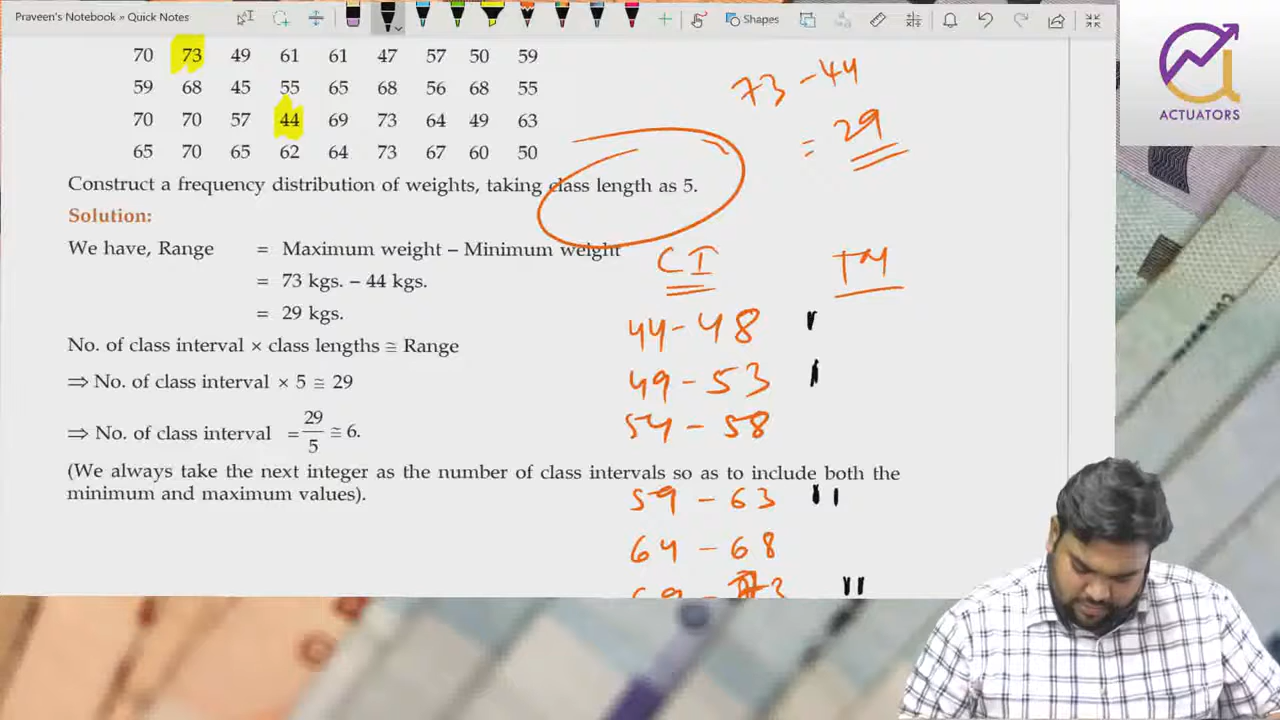 Praveen's Notebook » Quick Notes
Shapes
70 73 49 61 61 47 57 50 59
59 68 45 55 65 68 56 68 55
70 70 57 44 69 73 64 49 63
65 70 65 62 64 73 67 60 50
Construct a frequency distribution of weights, taking class length as 5.
Solution:
We have, Range = Maximum weight – Minimum weight
= 73 kgs. – 44 kgs.
= 29 kgs.
No. of class interval × class lengths ≅ Range
⇒ No. of class interval × 5 ≅ 29
⇒ No. of class interval = 29/5 ≅ 6.
(We always take the next integer as the number of class intervals so as to include both the
minimum and maximum values).
73 - 44
= 29
CI TM
44 - 48
49 - 53
54 - 58
59 - 63
64 - 68
ACTUATORS